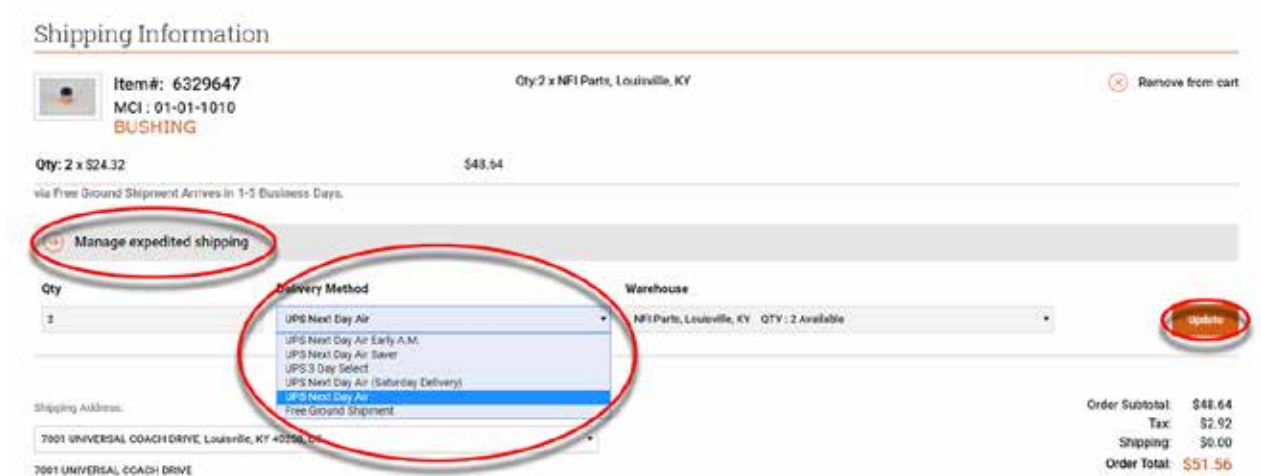 Shipping Information
Item#: 6329647
Qty:2 x NFI Parts, Louisville, KY
Remove from cart
MCI : 01-01-1010
BUSHING
Qty: 2 x $24.32
$48.64
via Free Ground Shipment Arrives in 1-5 Business Days.
Manage expedited shipping
Qty
Delivery Method
Warehouse
2
UPS Next Day Air
NFI Parts, Louisville, KY QTY : 2 Available
Update
UPS Next Day Air Early A.M.
UPS Next Day Air Saver
UPS 3 Day Select
UPS Next Day Air (Saturday Delivery)
UPS Next Day Air
Free Ground Shipment
Shipping Address:
Order Subtotal: $48.64
Tax: $2.92
7001 UNIVERSAL COACH DRIVE, Louisville, KY 40258, US
Shipping: $0.00
Order Total: $51.56
7001 UNIVERSAL COACH DRIVE